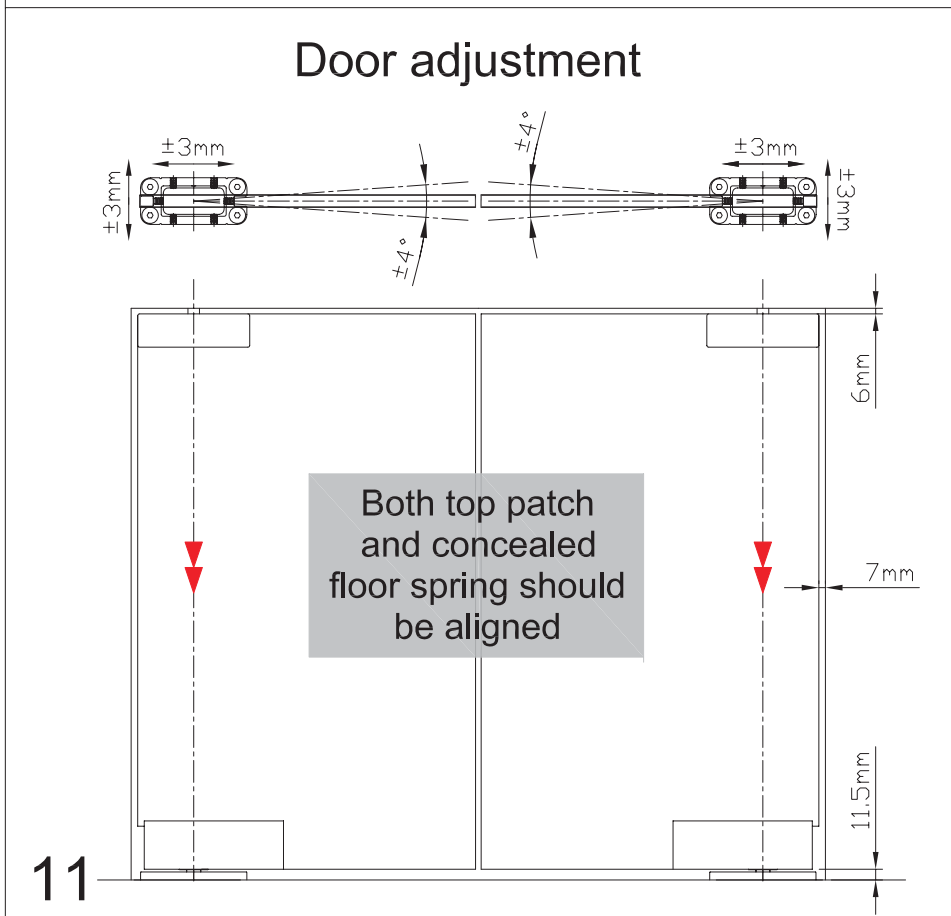 Door adjustment
±3mm
±3mm
±4°
±4°
±3mm
±3mm
6mm
Both top patch
and concealed
floor spring should
be aligned
7mm
11.5mm
11